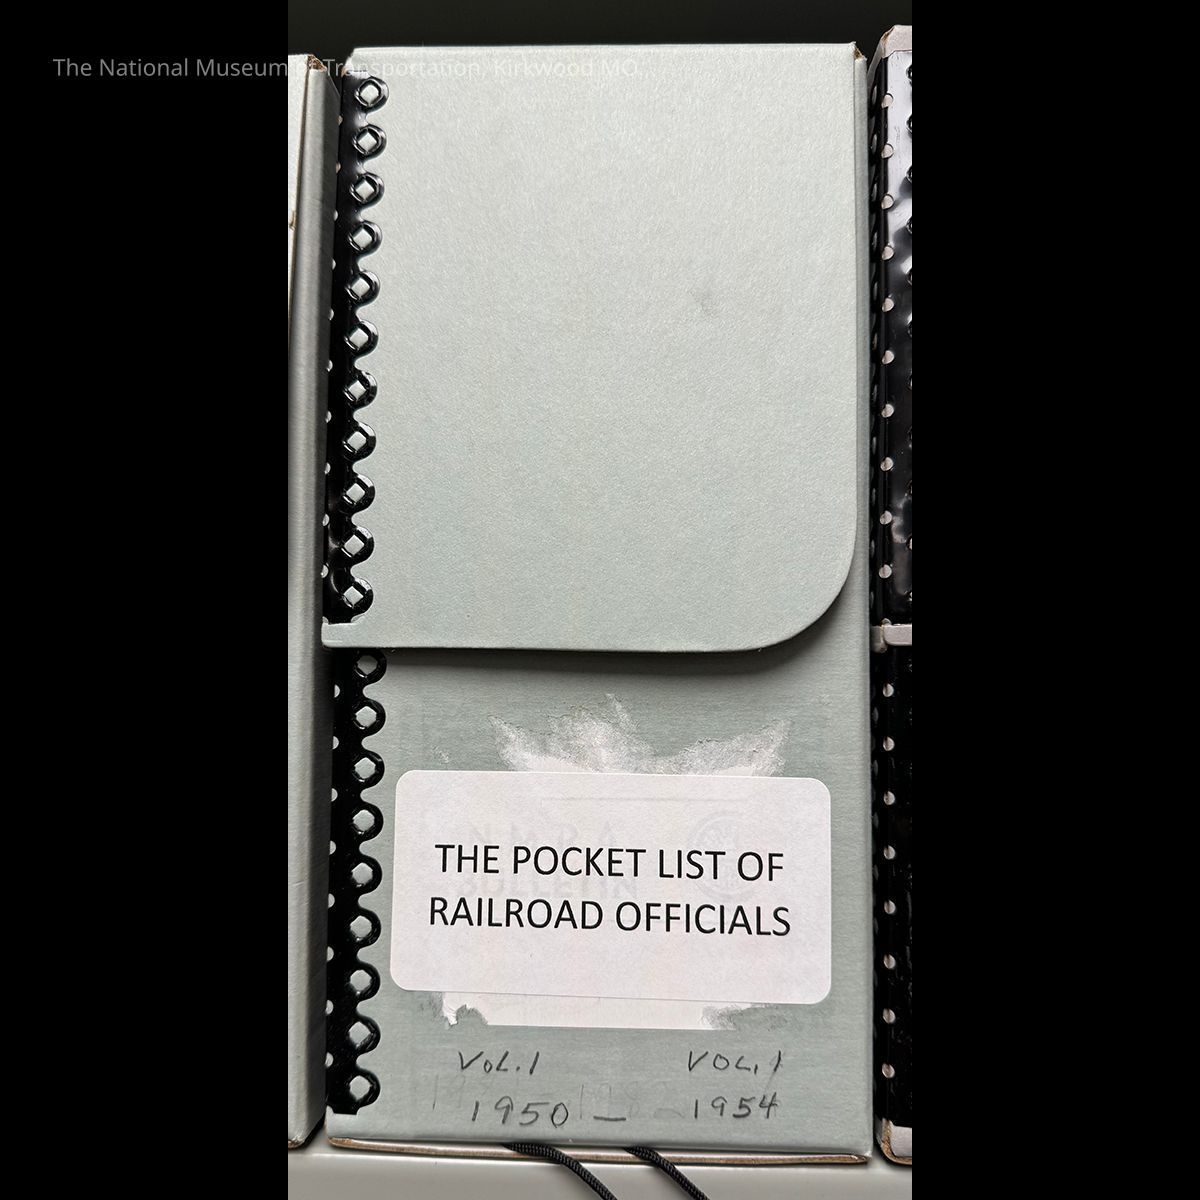 The National Museum of Transportation, Kirkwood MO.
THE POCKET LIST OF
RAILROAD OFFICIALS
VOL. 1 VOL. 1
1950 — 1954